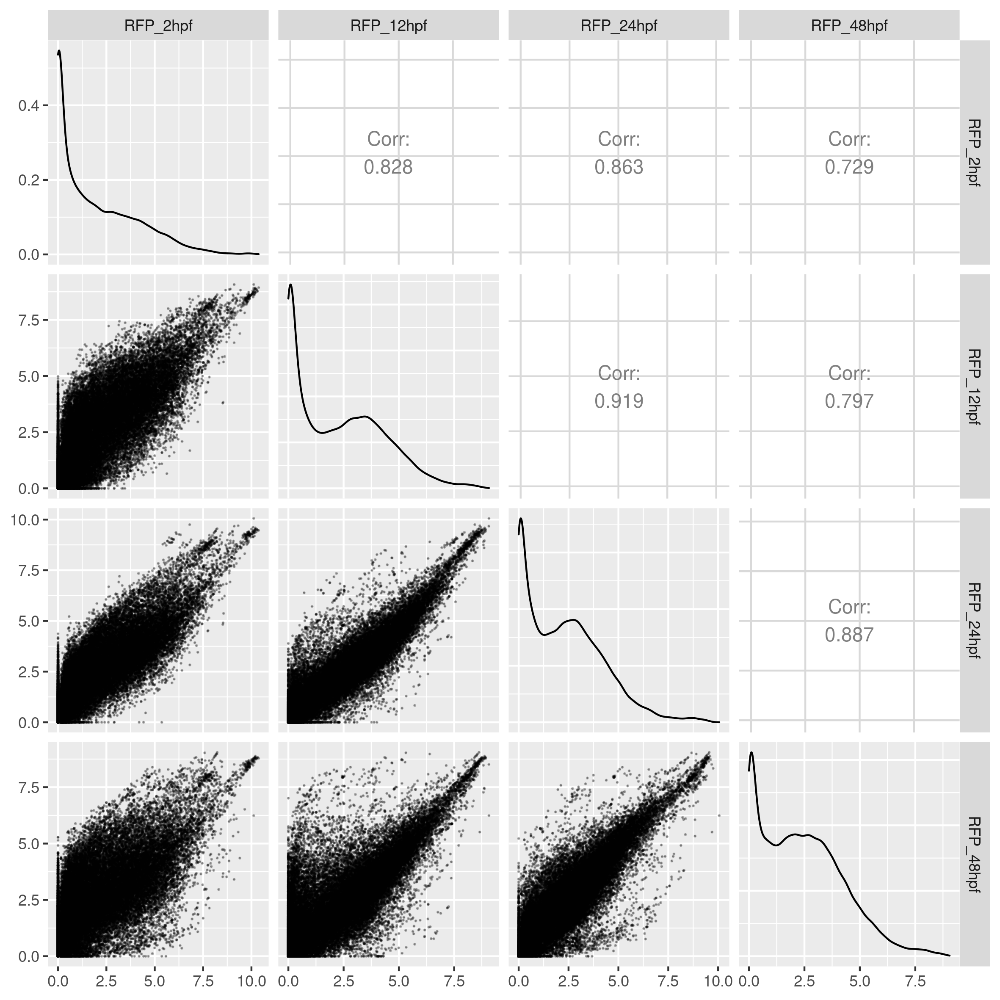 RFP_2hpf RFP_12hpf RFP_24hpf RFP_48hpf
0.4
0.2
0.0
Corr: Corr: Corr:
0.828 0.863 0.729
RFP_2hpf
7.5
5.0
2.5
0.0
Corr: Corr:
0.919 0.797
RFP_12hpf
10.0
7.5
5.0
2.5
0.0
Corr:
0.887
RFP_24hpf
7.5
5.0
2.5
0.0
RFP_48hpf
0.0 2.5 5.0 7.5 10.0 0.0 2.5 5.0 7.5 0.0 2.5 5.0 7.5 10.0 0.0 2.5 5.0 7.5